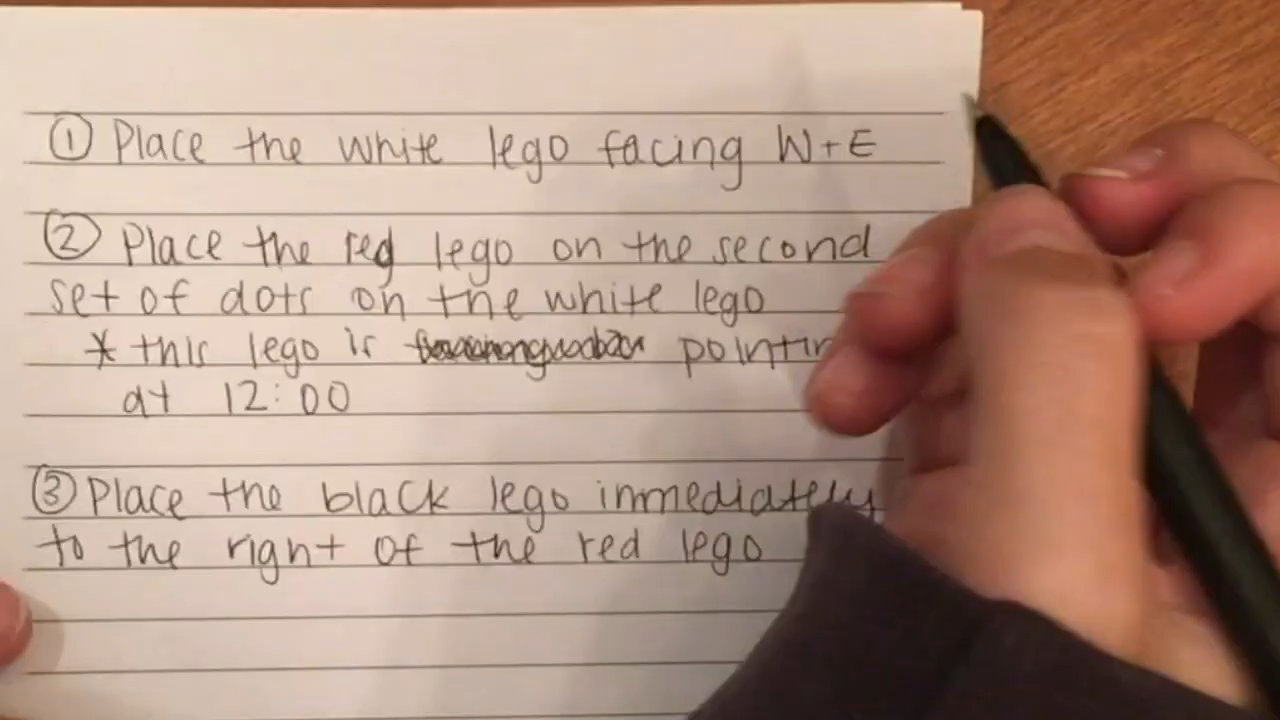 ① Place the white lego facing W+E
② Place the red lego on the second
set of dots on the white lego
* this lego is pointin
at 12:00
③ Place the black lego immediately
to the right of the red lego